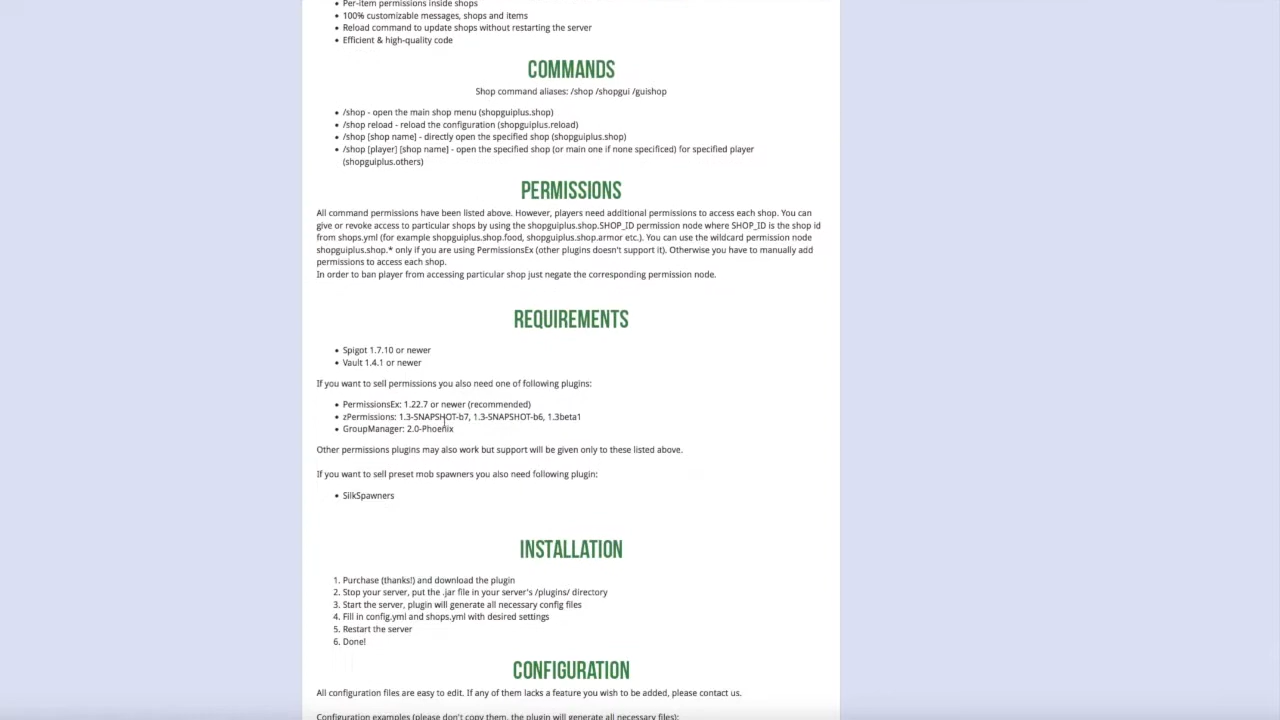 Per-item permissions inside shops
• 100% customizable messages, shops and items
• Reload command to update shops without restarting the server
• Efficient & high-quality code
COMMANDS
Shop command aliases: /shop /shopgui /guishop
• /shop - open the main shop menu (shopguiplus.shop)
• /shop reload - reload the configuration (shopguiplus.reload)
• /shop [shop name] - directly open the specified shop (shopguiplus.shop)
• /shop [player] [shop name] - open the specified shop (or main one if none specificed) for specified player
(shopguiplus.others)
PERMISSIONS
All command permissions have been listed above. However, players need additional permissions to access each shop. You can
give or revoke access to particular shops by using the shopguiplus.shop.SHOP_ID permission node where SHOP_ID is the shop id
from shops.yml (for example shopguiplus.shop.food, shopguiplus.shop.armor etc.). You can use the wildcard permission node
shopguiplus.shop.* only if you are using PermissionsEx (other plugins doesn't support it). Otherwise you have to manually add
permissions to access each shop.
In order to ban player from accessing particular shop just negate the corresponding permission node.
REQUIREMENTS
• Spigot 1.7.10 or newer
• Vault 1.4.1 or newer
If you want to sell permissions you also need one of following plugins:
• PermissionsEx: 1.22.7 or newer (recommended)
• zPermissions: 1.3-SNAPSHOT-b7, 1.3-SNAPSHOT-b6, 1.3beta1
• GroupManager: 2.0-Phoenix
Other permissions plugins may also work but support will be given only to these listed above.
If you want to sell preset mob spawners you also need following plugin:
• SilkSpawners
INSTALLATION
1. Purchase (thanks!) and download the plugin
2. Stop your server, put the .jar file in your server's /plugins/ directory
3. Start the server, plugin will generate all necessary config files
4. Fill in config.yml and shops.yml with desired settings
5. Restart the server
6. Done!
CONFIGURATION
All configuration files are easy to edit. If any of them lacks a feature you wish to be added, please contact us.
Configuration examples (please don't copy them, the plugin will generate all necessary files):